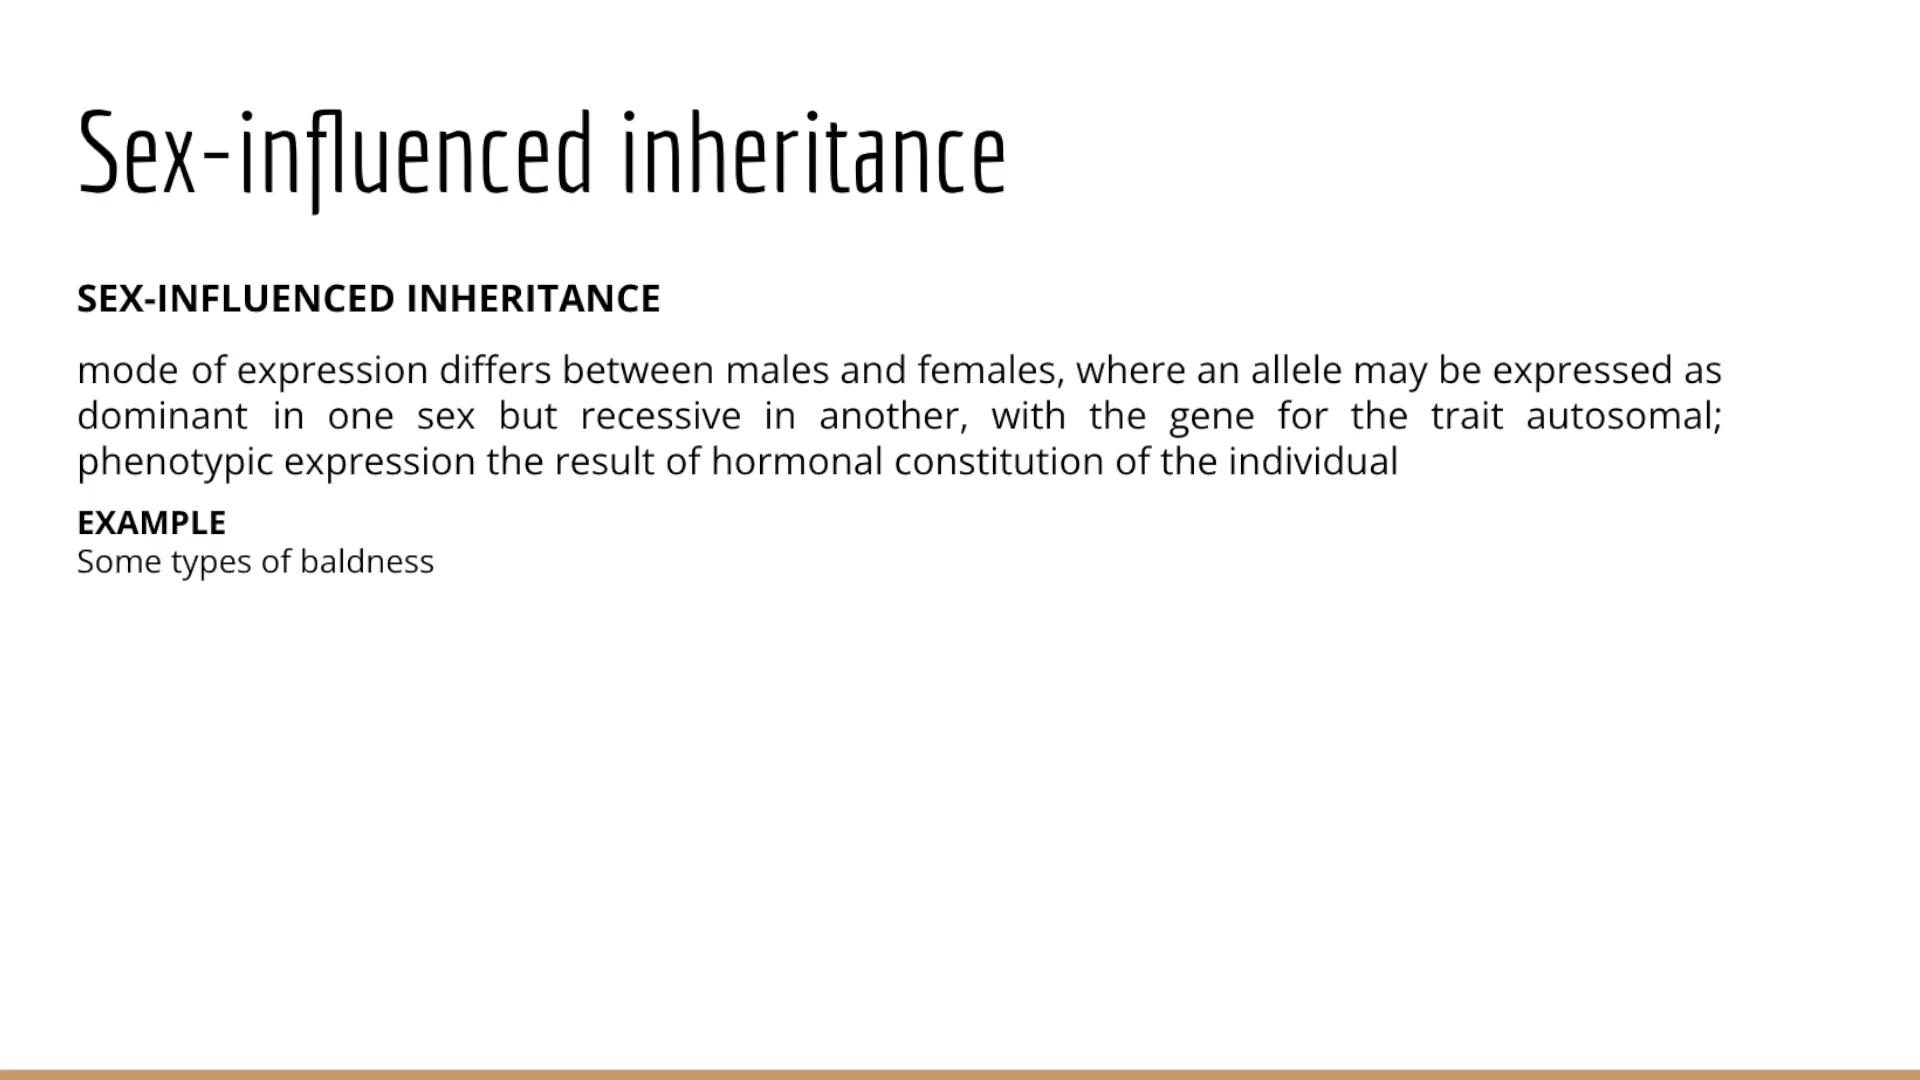 Sex-influenced inheritance
SEX-INFLUENCED INHERITANCE
mode of expression differs between males and females, where an allele may be expressed as
dominant in one sex but recessive in another, with the gene for the trait autosomal;
phenotypic expression the result of hormonal constitution of the individual
EXAMPLE
Some types of baldness